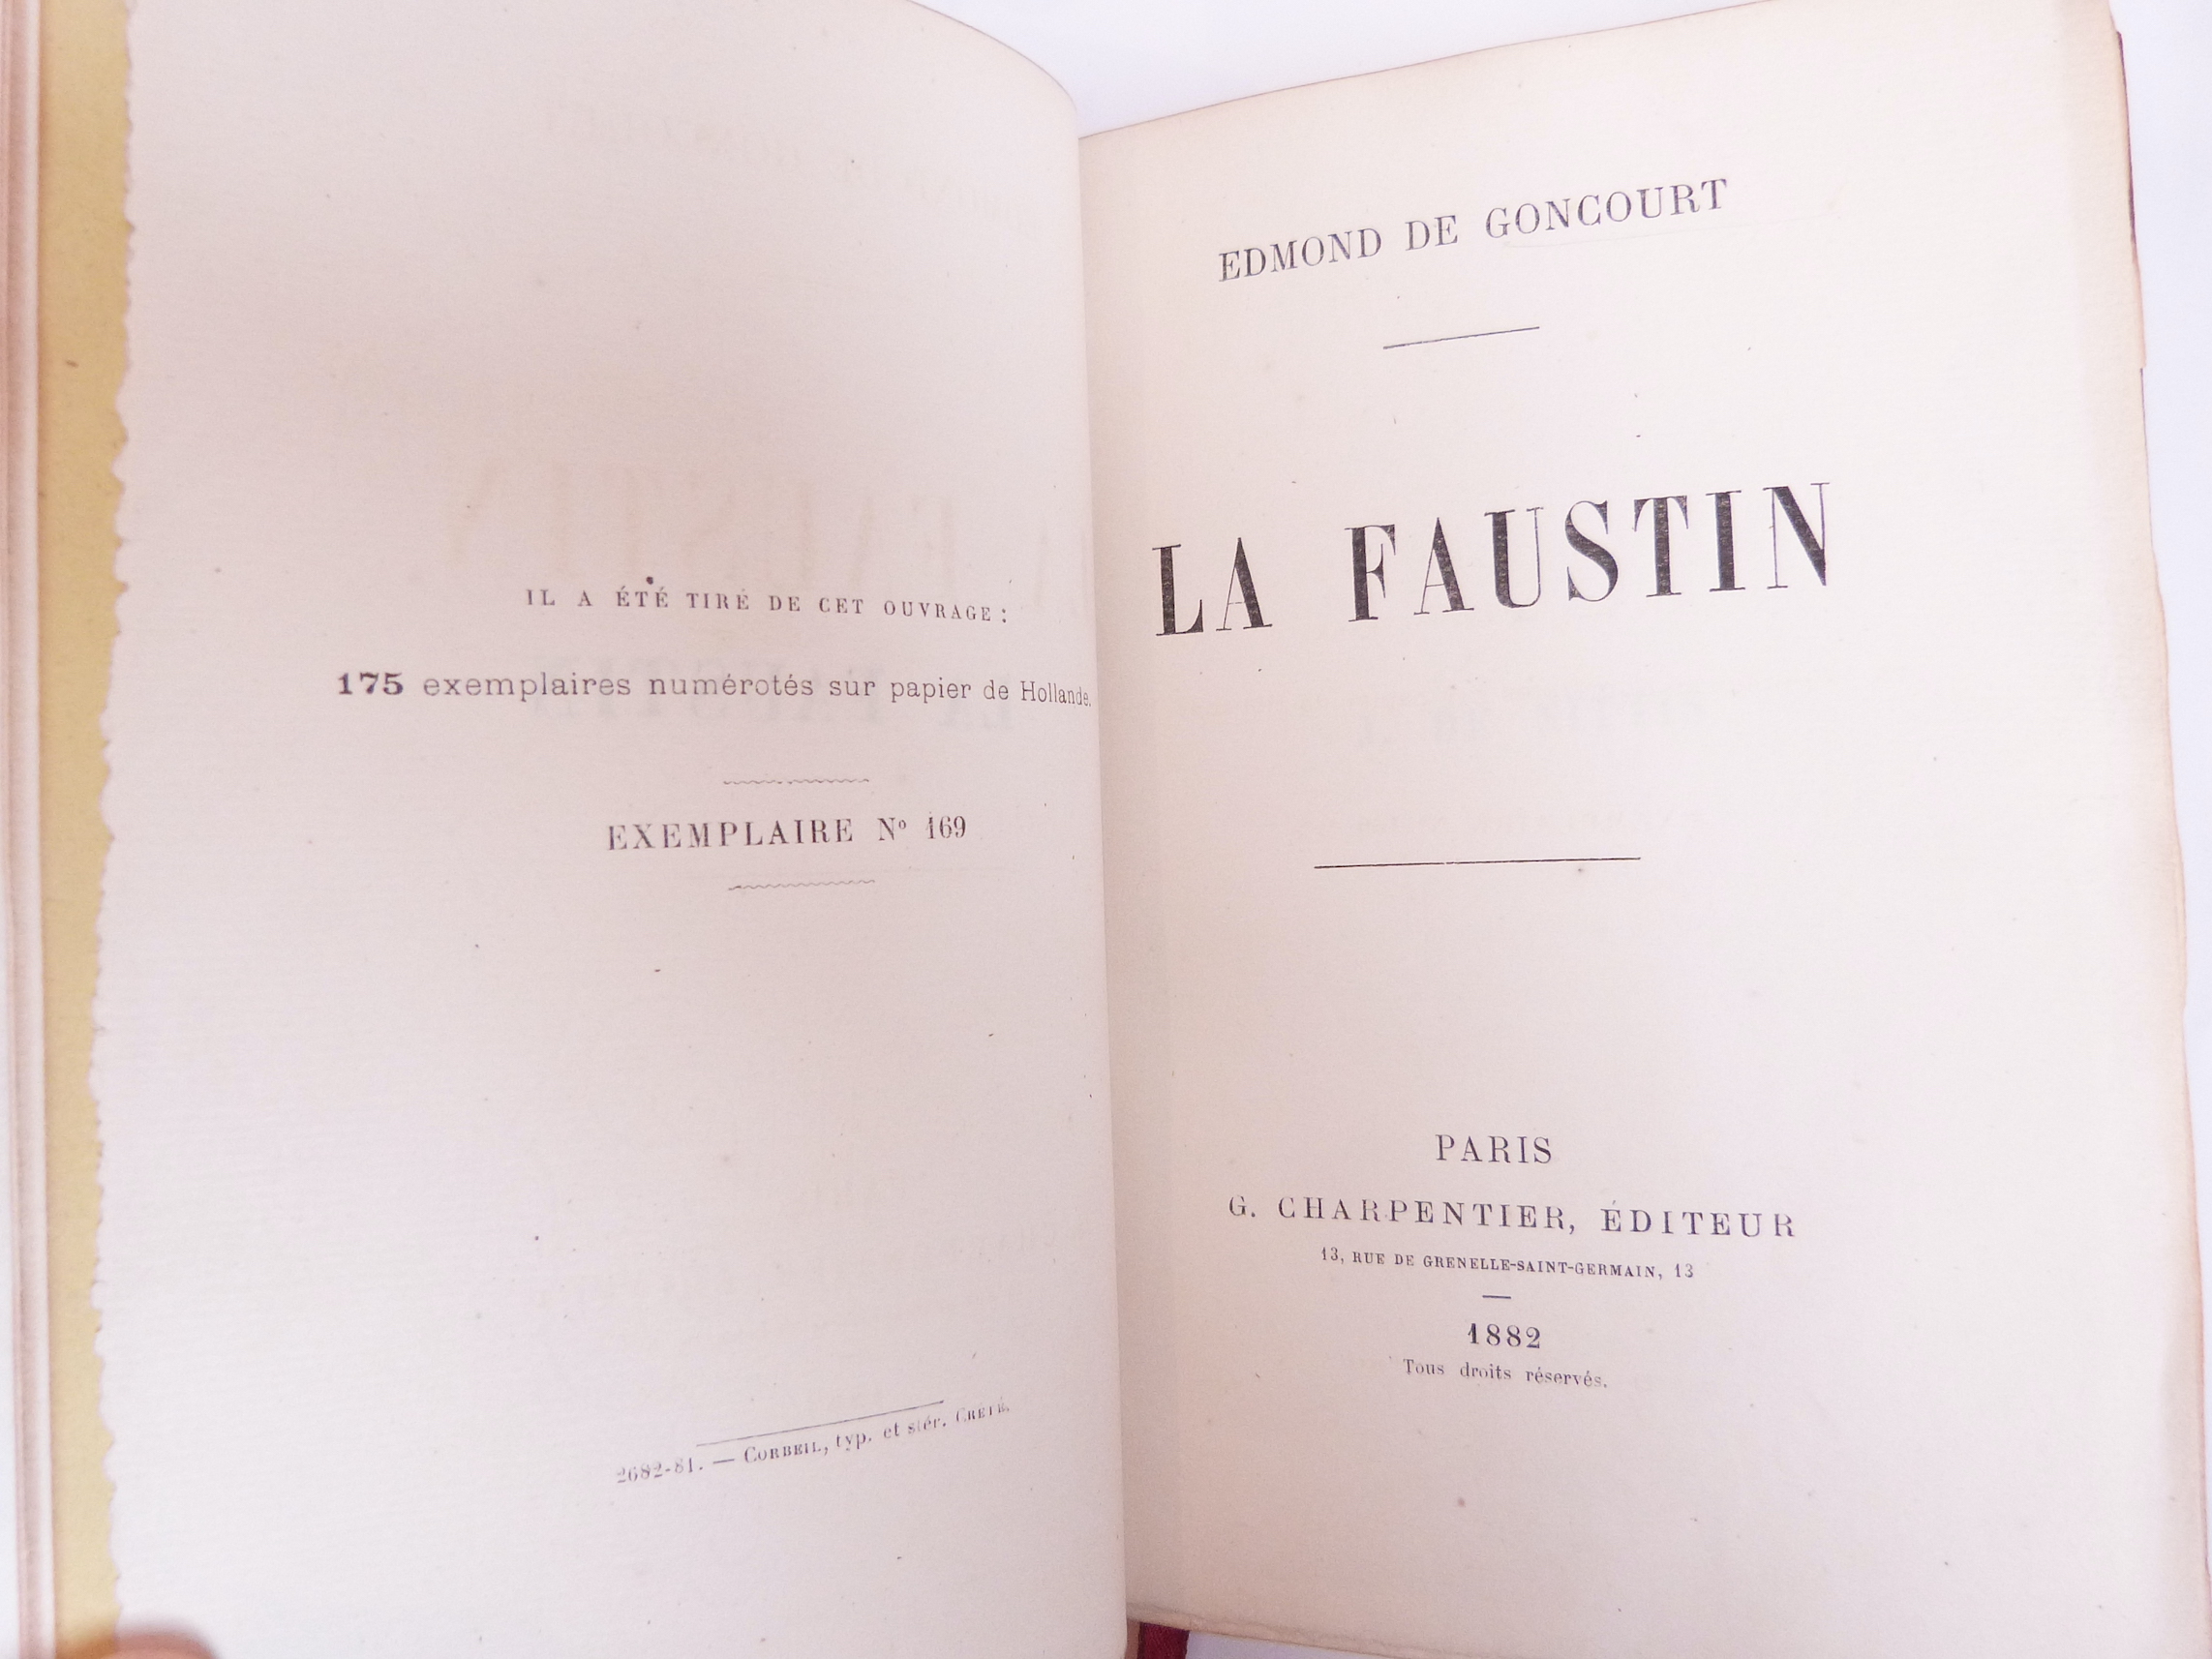 IL A ÉTÉ TIRÉ DE CET OUVRAGE :
175 exemplaires numérotés sur papier de Hollande.
EXEMPLAIRE Nº 169
2682-81. — CORBEIL, typ. et stér. CRÉTÉ.
EDMOND DE GONCOURT
LA FAUSTIN
PARIS
G. CHARPENTIER, ÉDITEUR
13, RUE DE GRENELLE-SAINT-GERMAIN, 13
1882
Tous droits réservés.